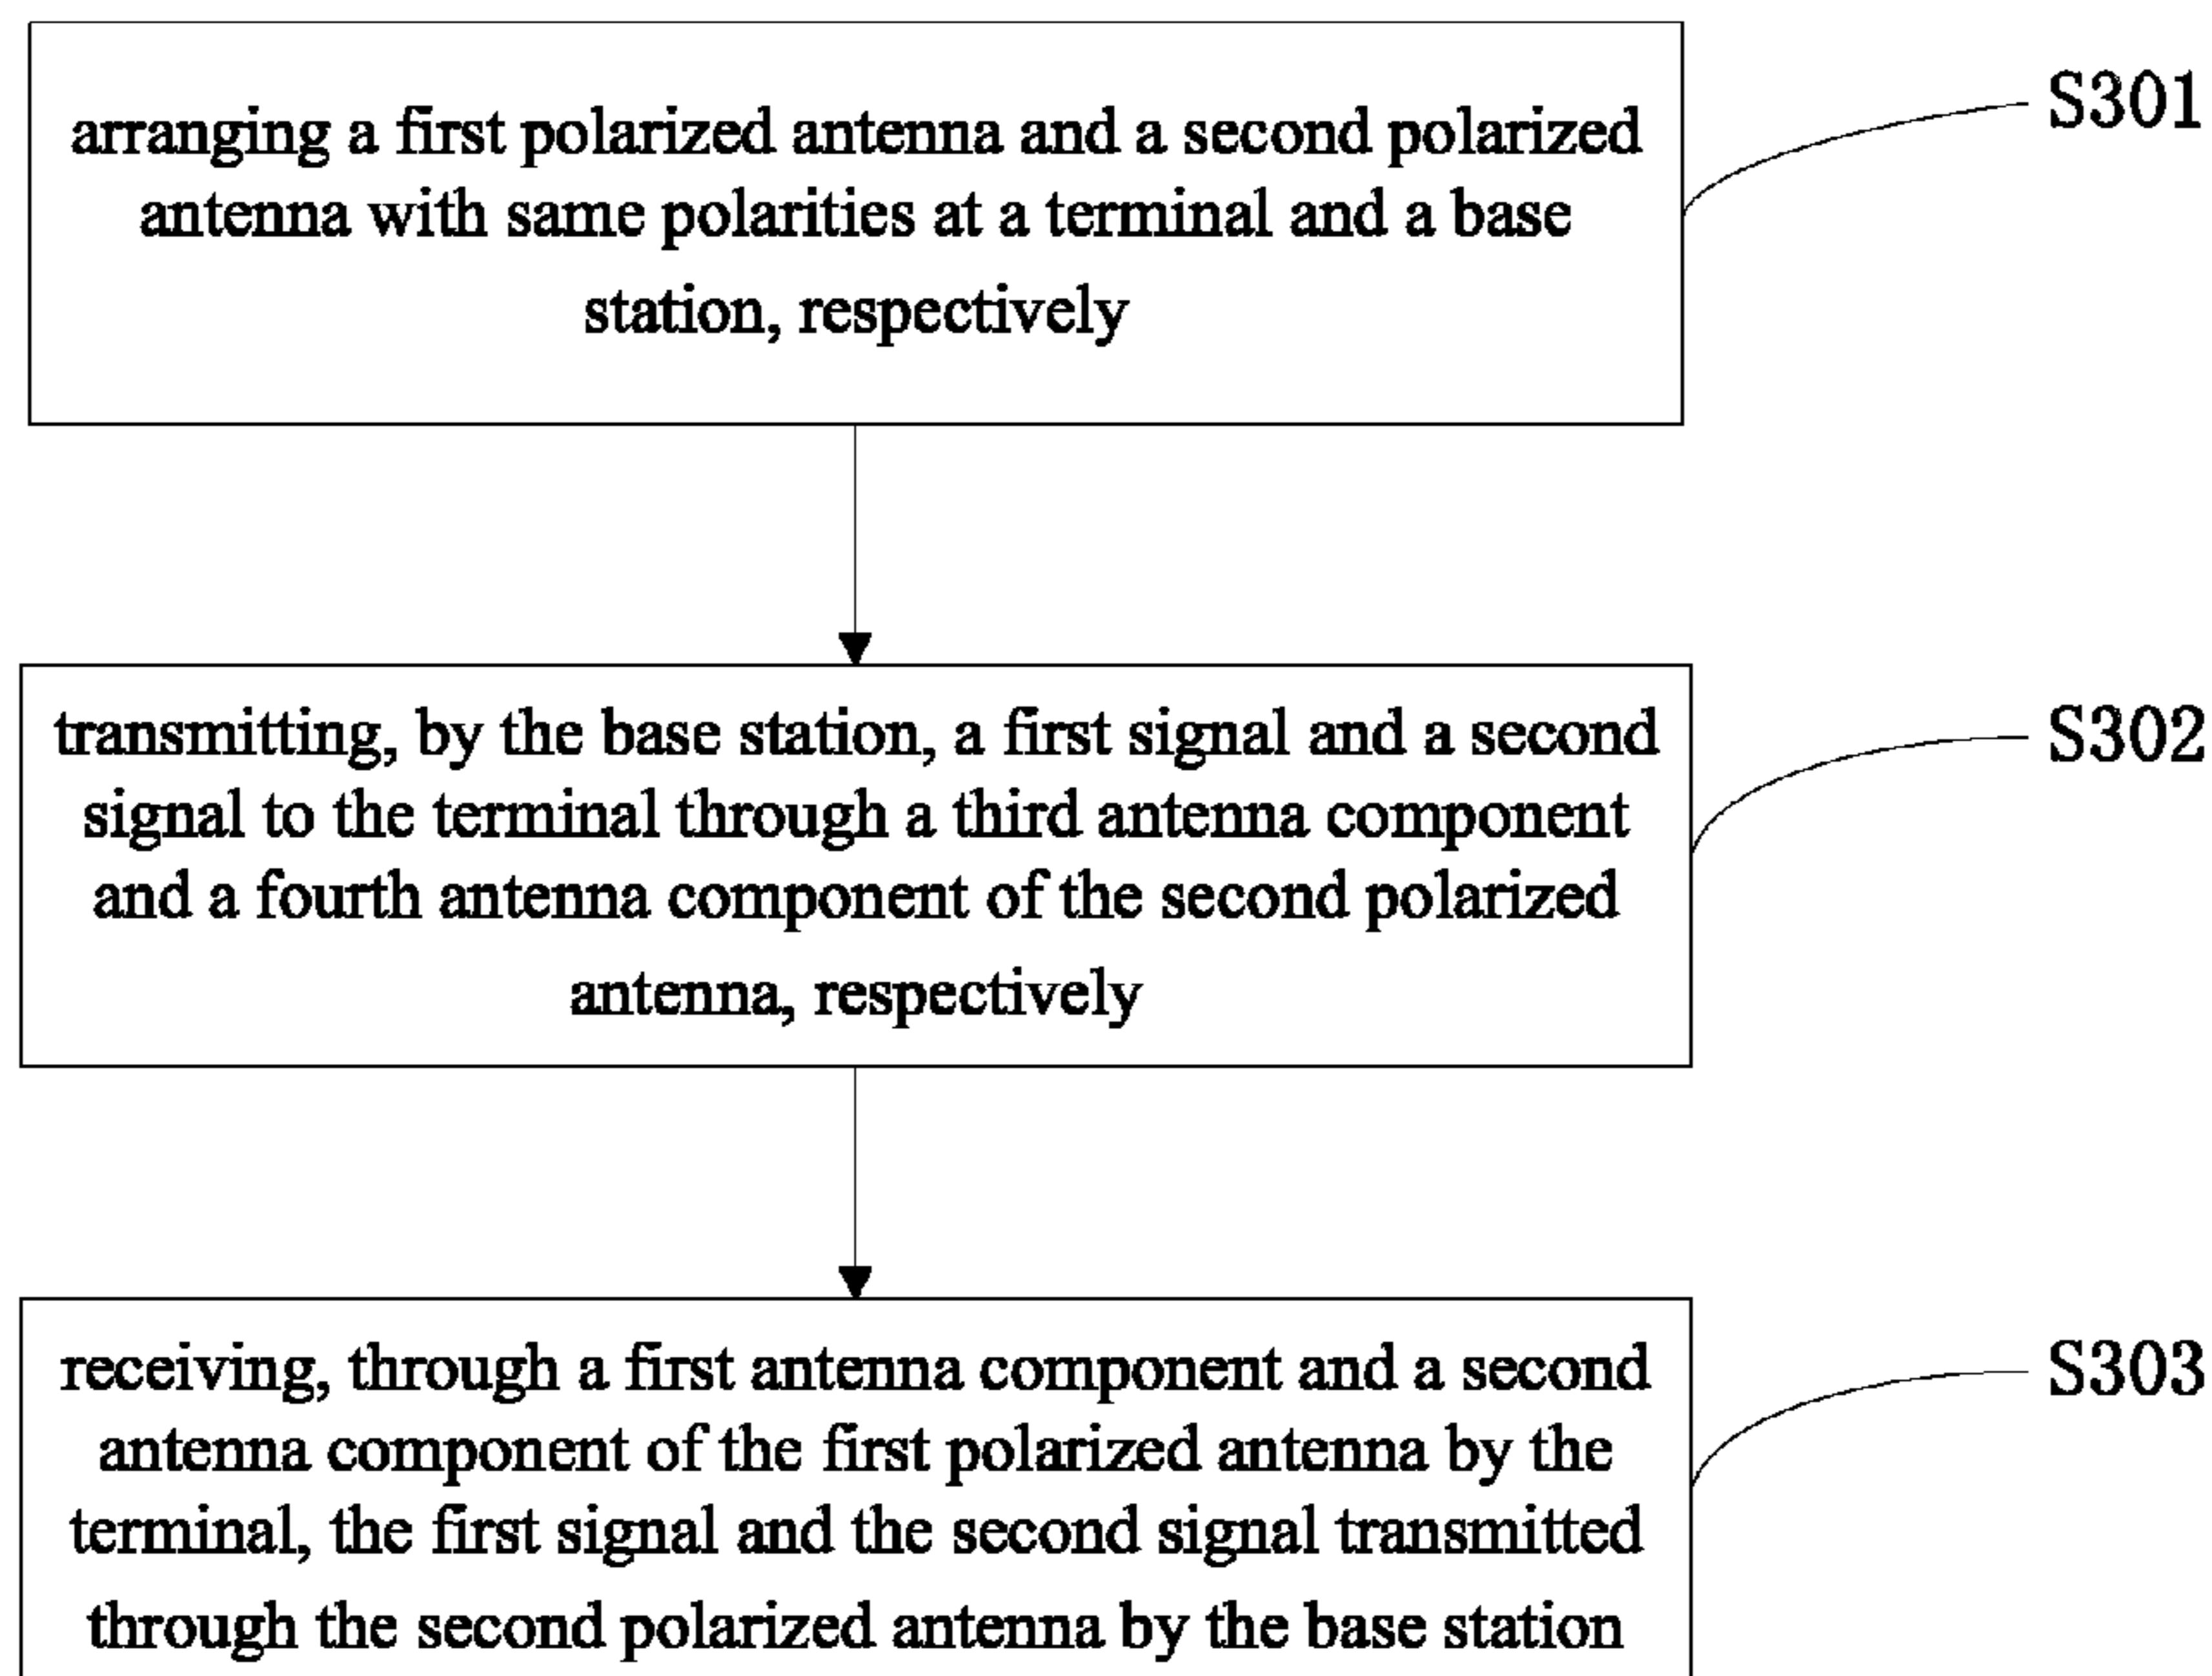 arranging a first polarized antenna and a second polarized
antenna with same polarities at a terminal and a base
station, respectively
S301
transmitting, by the base station, a first signal and a second
signal to the terminal through a third antenna component
and a fourth antenna component of the second polarized
antenna, respectively
S302
receiving, through a first antenna component and a second
antenna component of the first polarized antenna by the
terminal, the first signal and the second signal transmitted
through the second polarized antenna by the base station
S303